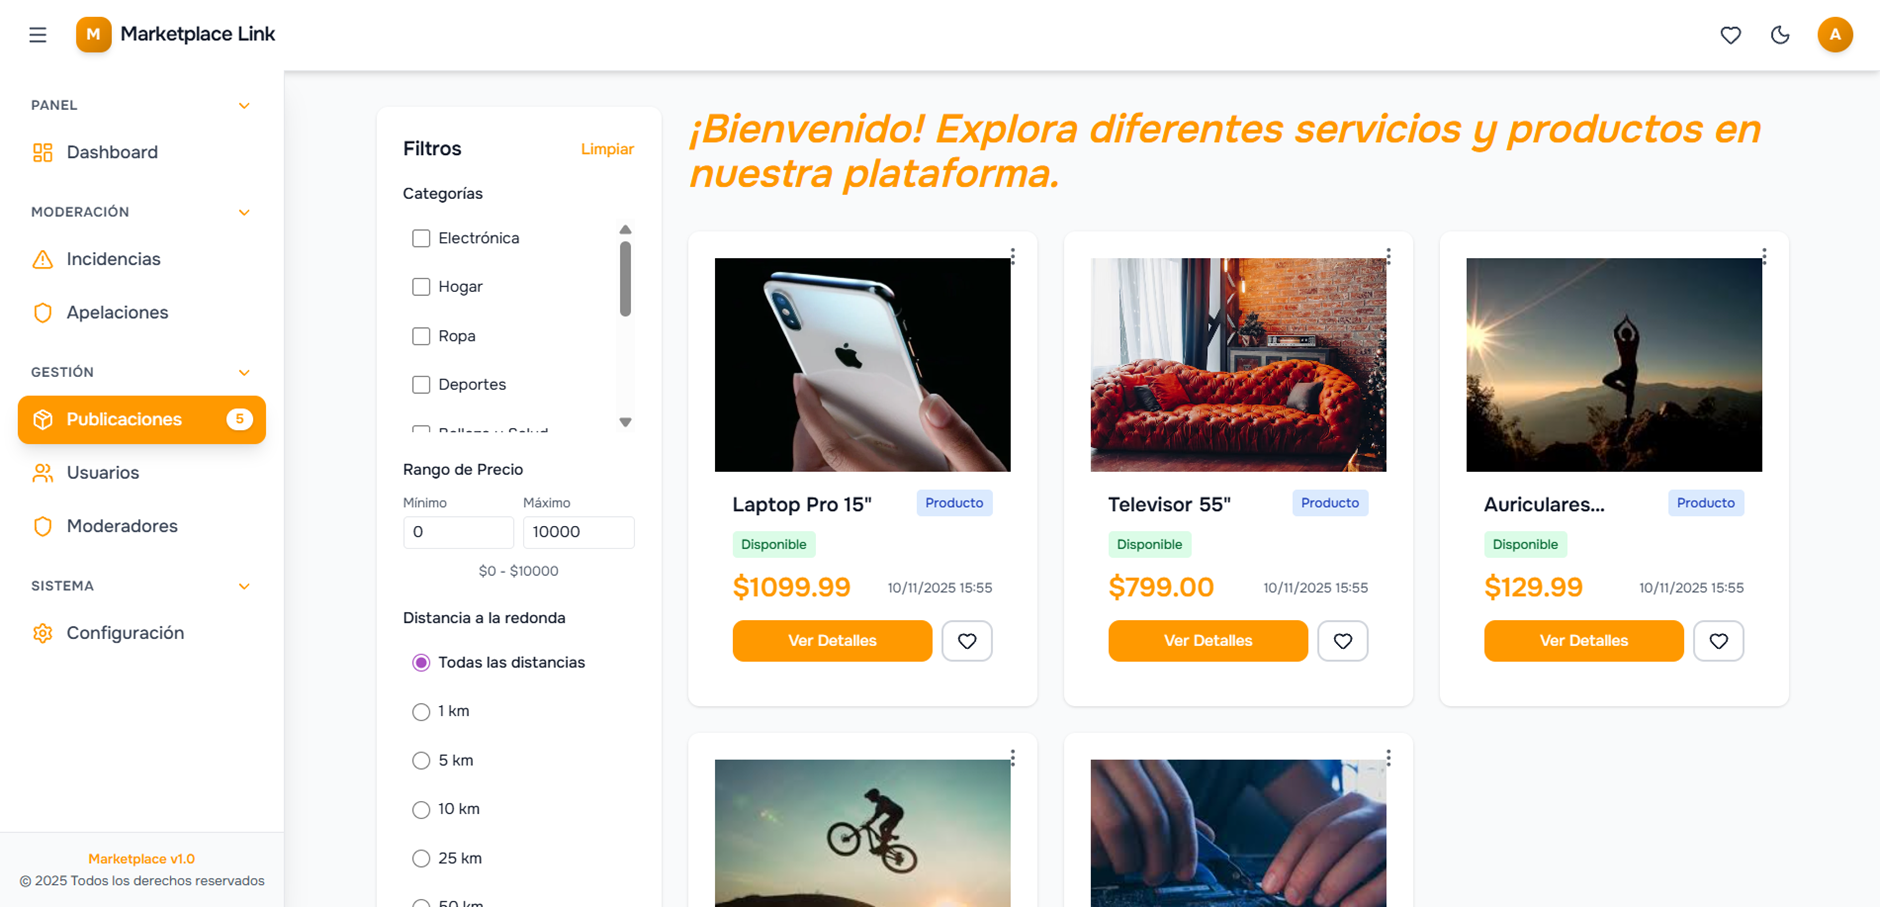 M Marketplace Link
A
PANEL
Dashboard
MODERACIÓN
Incidencias
Apelaciones
GESTIÓN
Publicaciones 5
Usuarios
Moderadores
SISTEMA
Configuración
Marketplace v1.0
© 2025 Todos los derechos reservados
Filtros Limpiar
Categorías
Electrónica
Hogar
Ropa
Deportes
Belleza y Salud
Rango de Precio
Mínimo Máximo
0 10000
$0 - $10000
Distancia a la redonda
Todas las distancias
1 km
5 km
10 km
25 km
50 km
¡Bienvenido! Explora diferentes servicios y productos en
nuestra plataforma.
Laptop Pro 15" Producto
Disponible
$1099.99 10/11/2025 15:55
Ver Detalles
Televisor 55" Producto
Disponible
$799.00 10/11/2025 15:55
Ver Detalles
Auriculares... Producto
Disponible
$129.99 10/11/2025 15:55
Ver Detalles